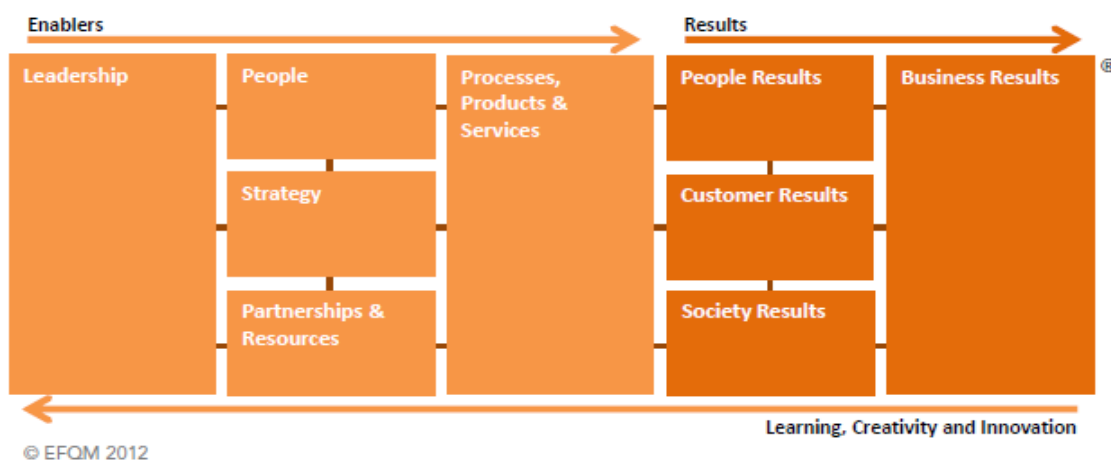 Enablers
Results
Leadership
People
Processes,
Products &
Services
People Results
Business Results
®
Strategy
Customer Results
Partnerships &
Resources
Society Results
Learning, Creativity and Innovation
© EFQM 2012